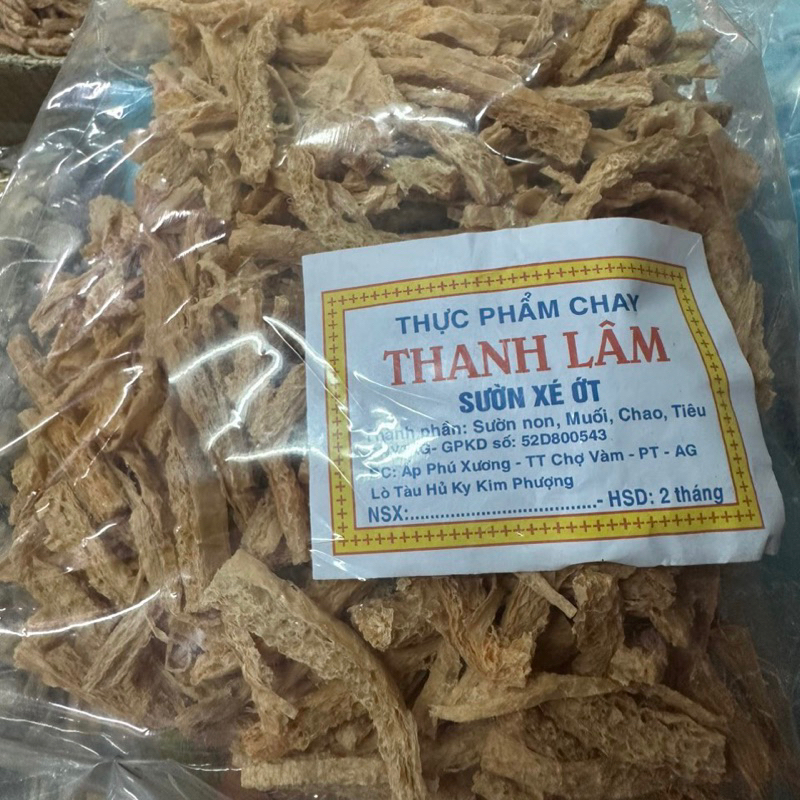 THỰC PHẨM CHAY
THANH LÂM
SƯỜN XÉ ỚT
Thành phần: Sườn non, Muối, Chao, Tiêu
GPKD số: 52D800543
ĐC: Ấp Phú Xương - TT Chợ Vàm - PT - AG
Lò Tàu Hủ Ky Kim Phượng
NSX:..................................- HSD: 2 tháng